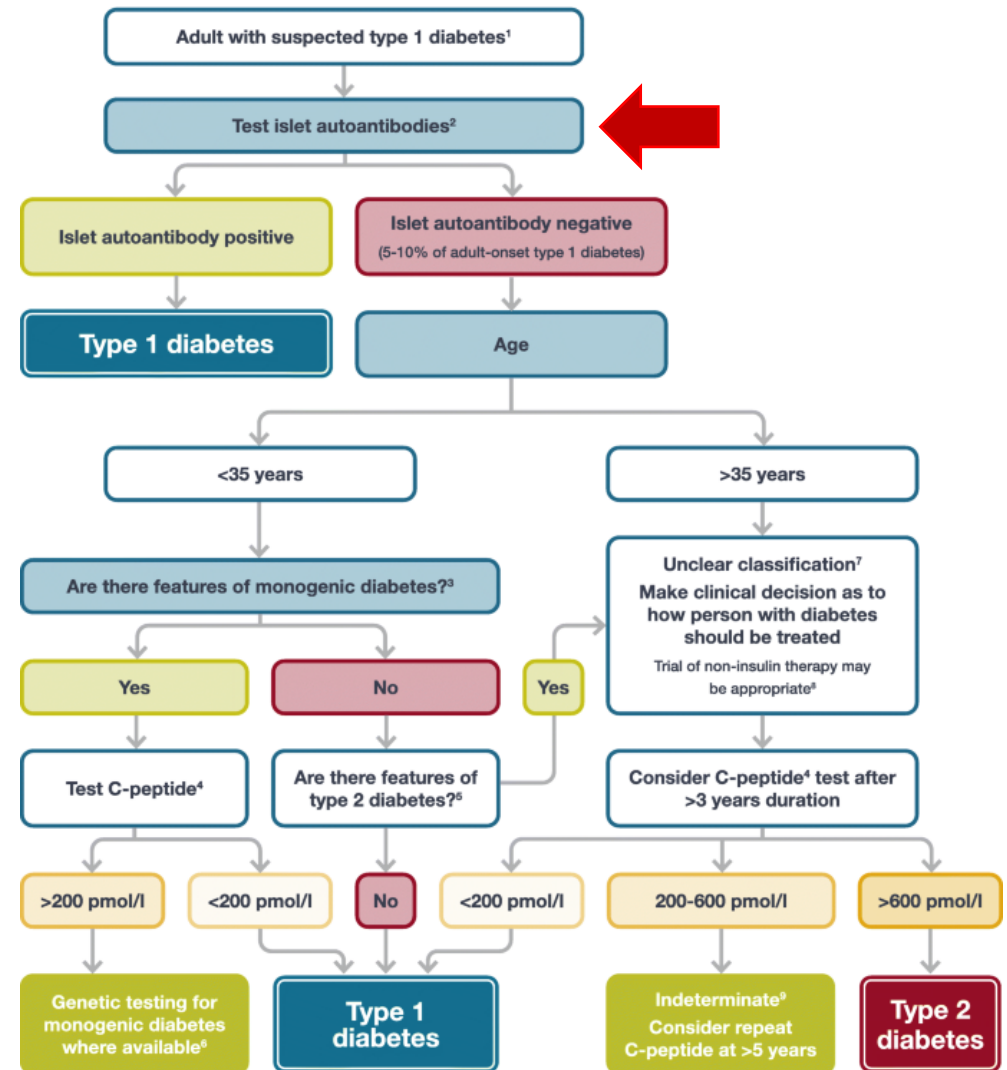 Adult with suspected type 1 diabetes¹
Test islet autoantibodies²
Islet autoantibody positive
Islet autoantibody negative
(5-10% of adult-onset type 1 diabetes)
Type 1 diabetes
Age
<35 years
>35 years
Are there features of monogenic diabetes?³
Unclear classification⁷
Make clinical decision as to
how person with diabetes
should be treated
Trial of non-insulin therapy may
be appropriate⁸
Yes
No
Yes
Test C-peptide⁴
Are there features of
type 2 diabetes?⁵
Consider C-peptide⁴ test after
>3 years duration
>200 pmol/l
<200 pmol/l
No
<200 pmol/l
200-600 pmol/l
>600 pmol/l
Genetic testing for
monogenic diabetes
where available⁶
Type 1
diabetes
Indeterminate⁹
Consider repeat
C-peptide at >5 years
Type 2
diabetes